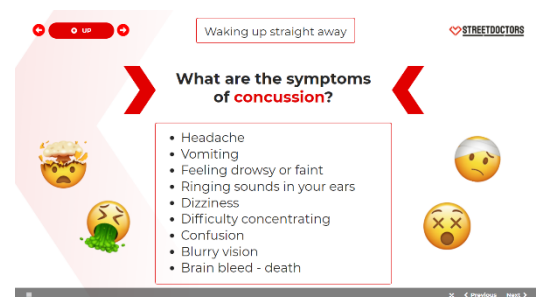 UP
Waking up straight away
STREETDOCTORS
What are the symptoms
of concussion?
Headache
Vomiting
Feeling drowsy or faint
Ringing sounds in your ears
Dizziness
Difficulty concentrating
Confusion
Blurry vision
Brain bleed - death
< Previous Next >